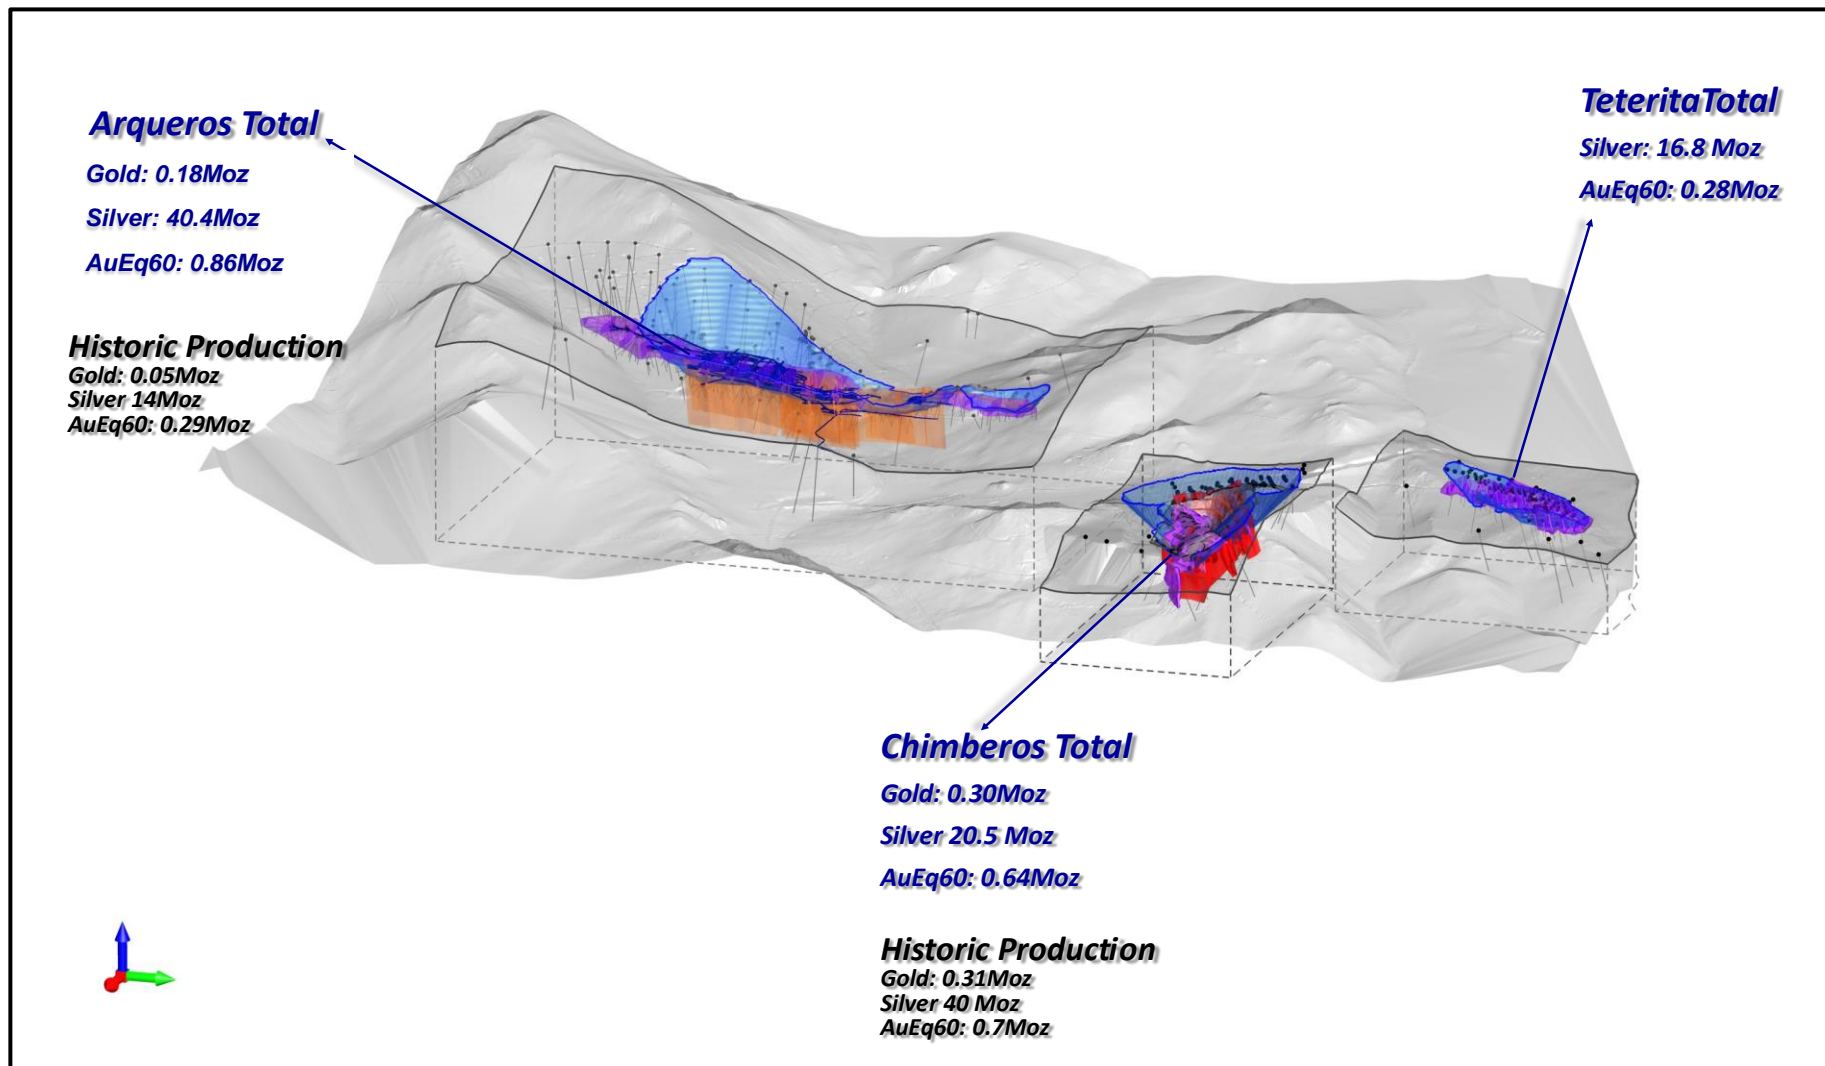 Arqueros Total
Gold: 0.18Moz
Silver: 40.4Moz
AuEq60: 0.86Moz
Historic Production
Gold: 0.05Moz
Silver 14Moz
AuEq60: 0.29Moz
TeteritaTotal
Silver: 16.8 Moz
AuEq60: 0.28Moz
Chimberos Total
Gold: 0.30Moz
Silver 20.5 Moz
AuEq60: 0.64Moz
Historic Production
Gold: 0.31Moz
Silver 40 Moz
AuEq60: 0.7Moz